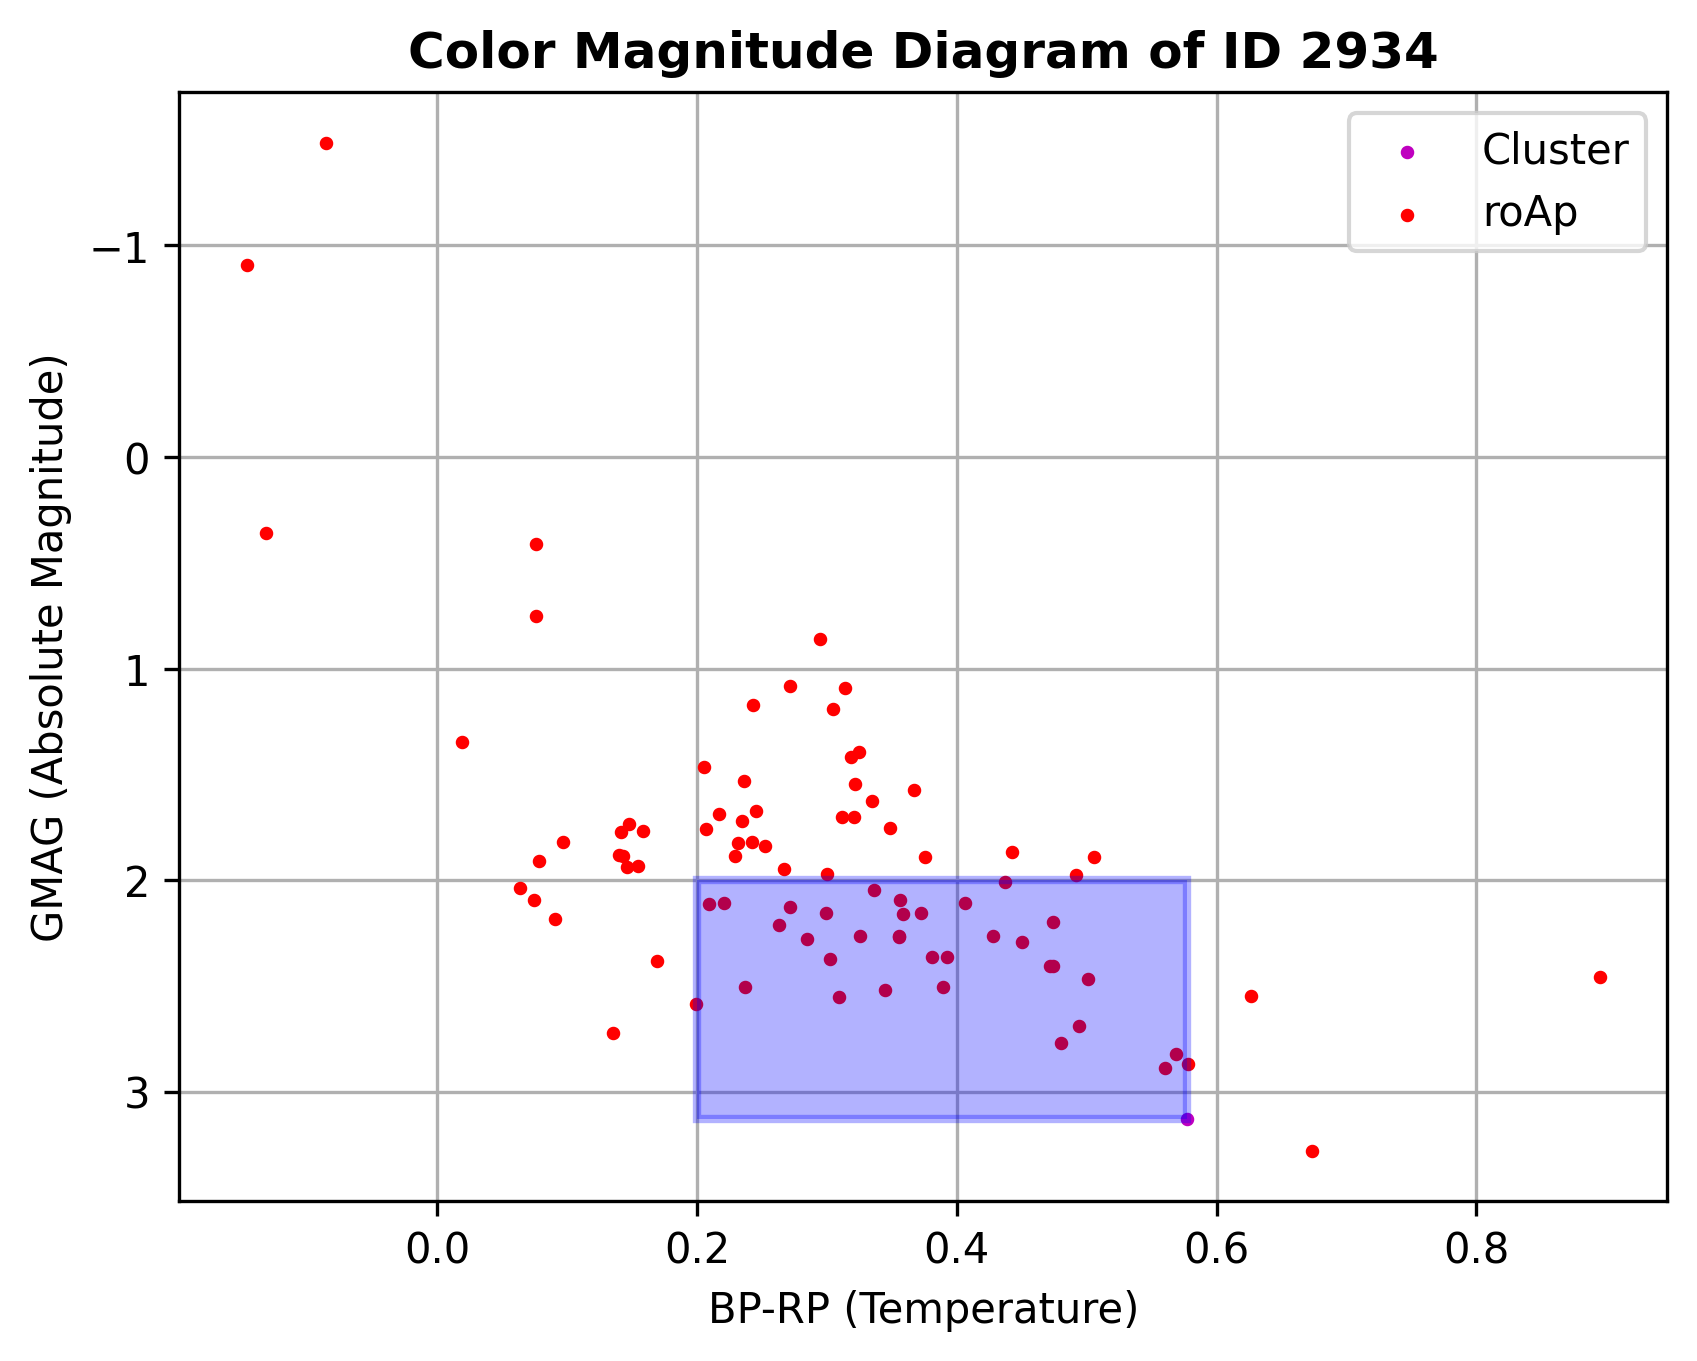 Color Magnitude Diagram of ID 2934
Cluster
roAp
−1
0
1
2
3
GMAG (Absolute Magnitude)
0.0 0.2 0.4 0.6 0.8
BP-RP (Temperature)